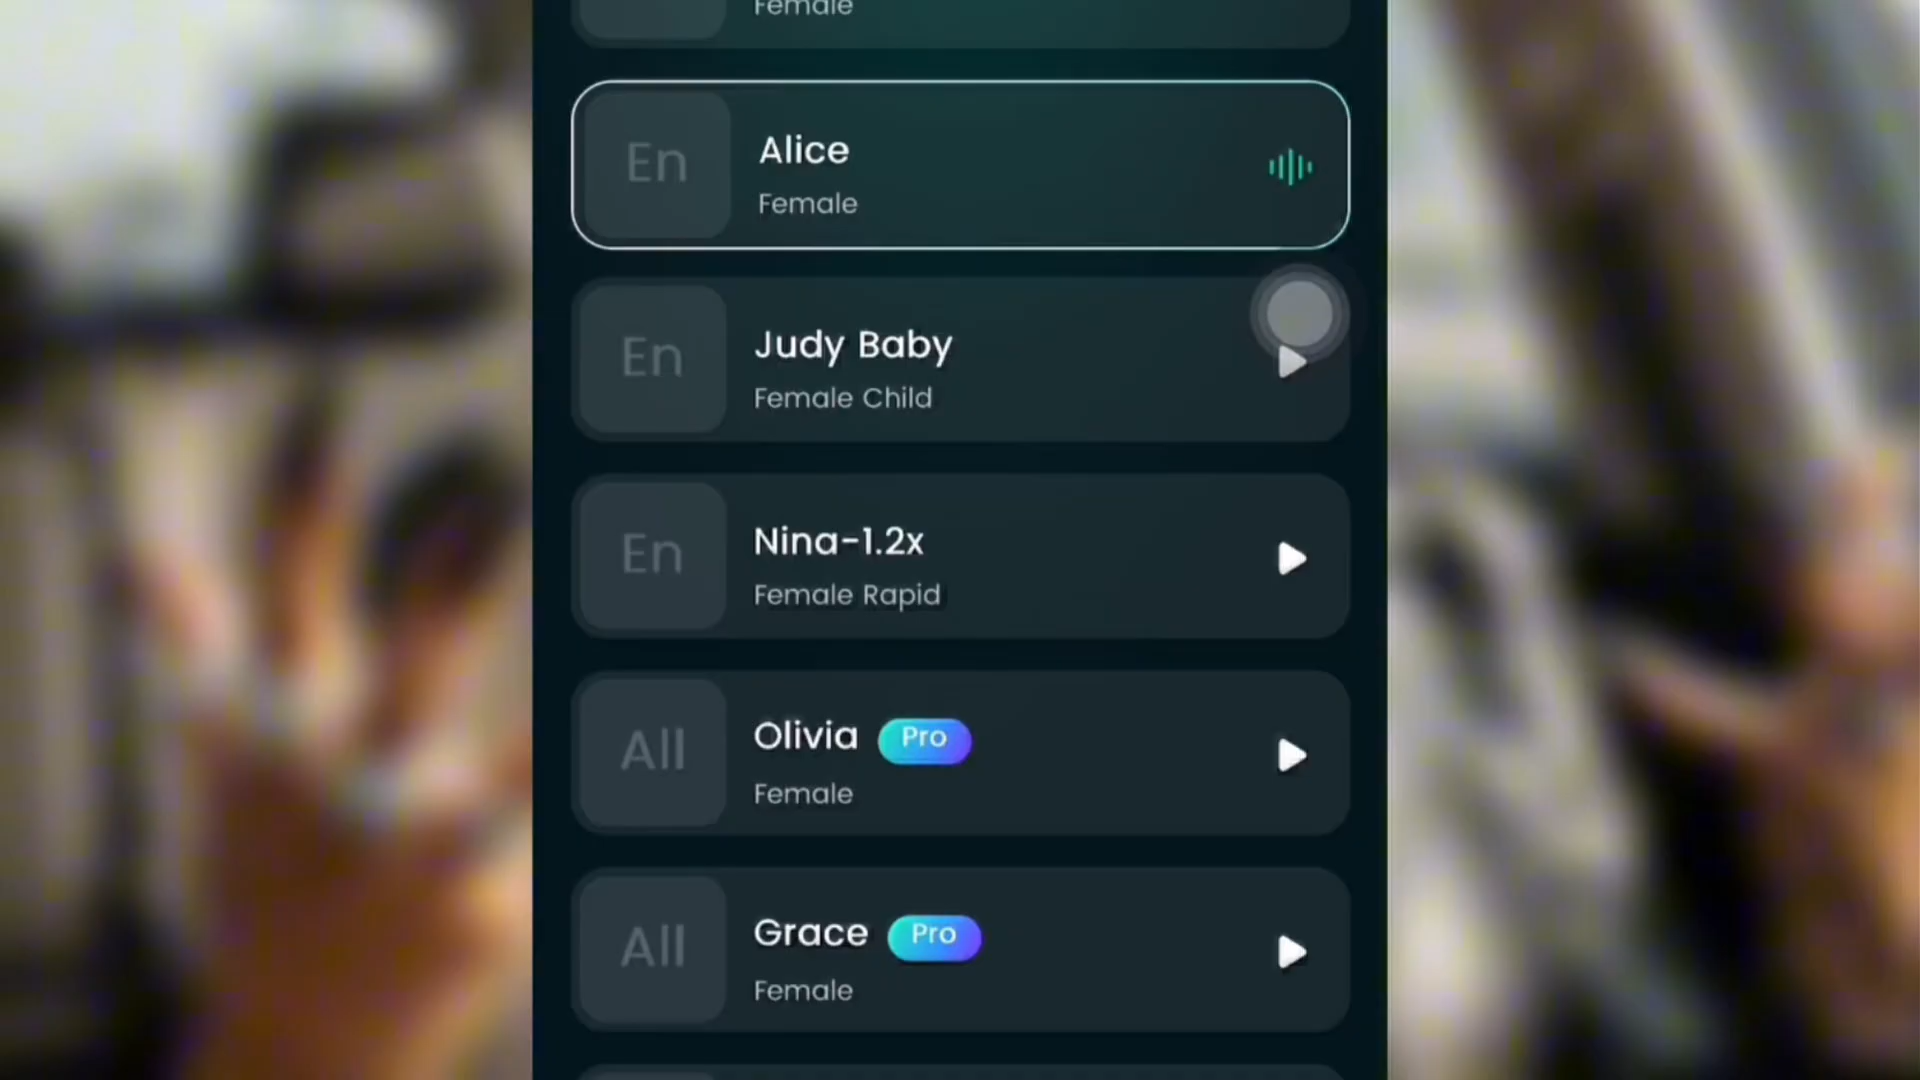 Female
En
Alice
Female
En
Judy Baby
Female Child
En
Nina-1.2x
Female Rapid
All
Olivia Pro
Female
All
Grace Pro
Female